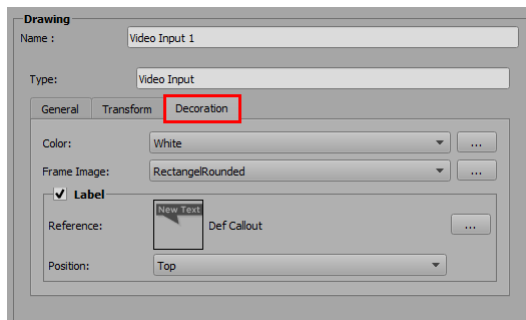 Drawing
Name : Video Input 1
Type: Video Input
General Transform Decoration
Color: White ...
Frame Image: RectangelRounded ...
Label
New Text
Reference: Def Callout ...
Position: Top